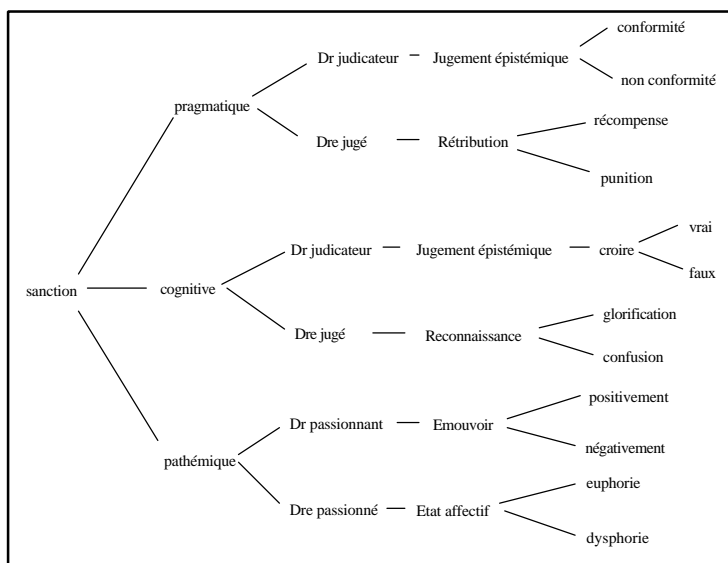 conformité
Dr judicateur
Jugement épistémique
non conformité
pragmatique
récompense
Dre jugé
Rétribution
punition
vrai
Dr judicateur
Jugement épistémique
croire
faux
sanction
cognitive
glorification
Dre jugé
Reconnaissance
confusion
positivement
Dr passionnant
Emouvoir
négativement
pathémique
euphorie
Dre passionné
Etat affectif
dysphorie